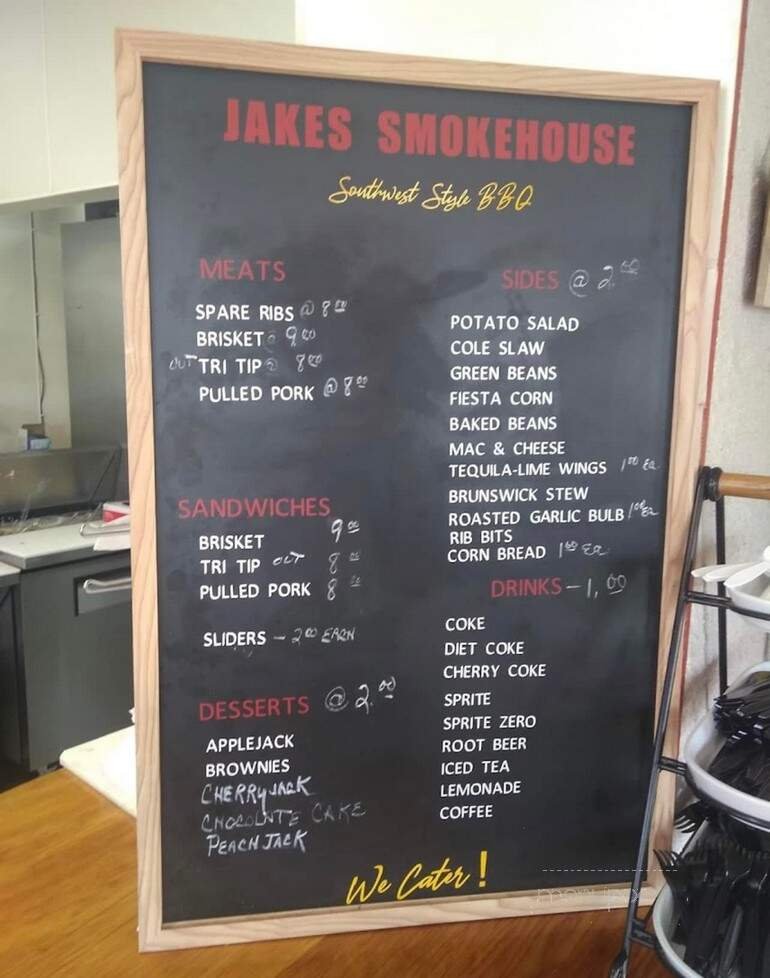 JAKES SMOKEHOUSE
Southwest Style BBQ
MEATS
SPARE RIBS @ 8 00
BRISKET @ 9 00
OUT TRI TIP @ 8 00
PULLED PORK @ 8 00
SANDWICHES
BRISKET 9 00
TRI TIP OUT 8 00
PULLED PORK 8 00
SLIDERS - 2 00 EACH
DESSERTS @ 2.00
APPLEJACK
BROWNIES
CHERRYJACK
CHOCOLATE CAKE
PEACHJACK
SIDES @ 2.00
POTATO SALAD
COLE SLAW
GREEN BEANS
FIESTA CORN
BAKED BEANS
MAC & CHEESE
TEQUILA-LIME WINGS 1 00 EA
BRUNSWICK STEW
ROASTED GARLIC BULB 1 00 EA
RIB BITS
CORN BREAD 1 00 EA
DRINKS - 1.00
COKE
DIET COKE
CHERRY COKE
SPRITE
SPRITE ZERO
ROOT BEER
ICED TEA
LEMONADE
COFFEE
We Cater!